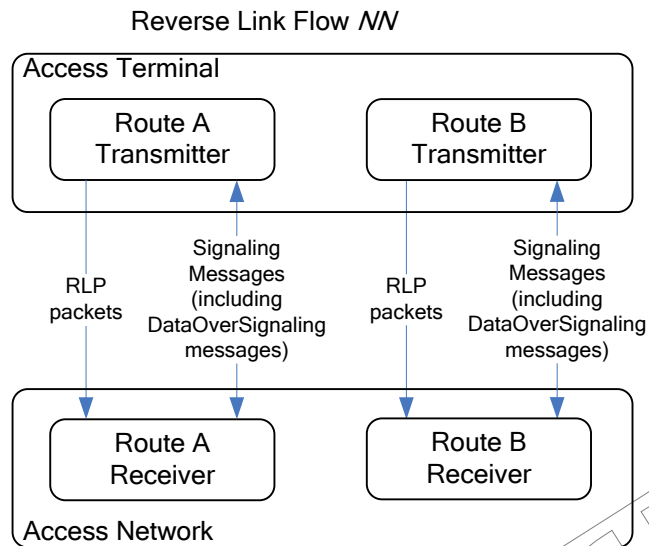 Reverse Link Flow NN
Access Terminal
Route A
Transmitter
Route B
Transmitter
RLP
packets
Signaling
Messages
(including
DataOverSignaling
messages)
RLP
packets
Signaling
Messages
(including
DataOverSignaling
messages)
Route A
Receiver
Route B
Receiver
Access Network